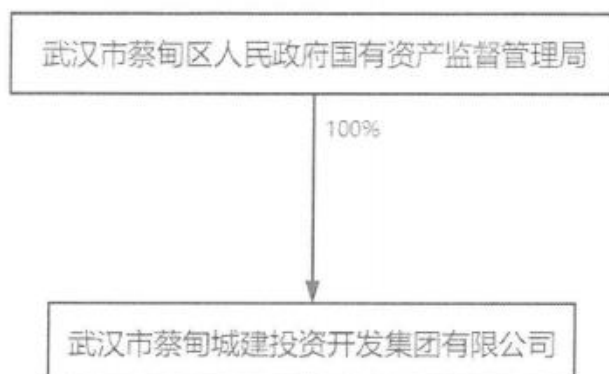 武汉市蔡甸区人民政府国有资产监督管理局
100%
武汉市蔡甸城建投资开发集团有限公司